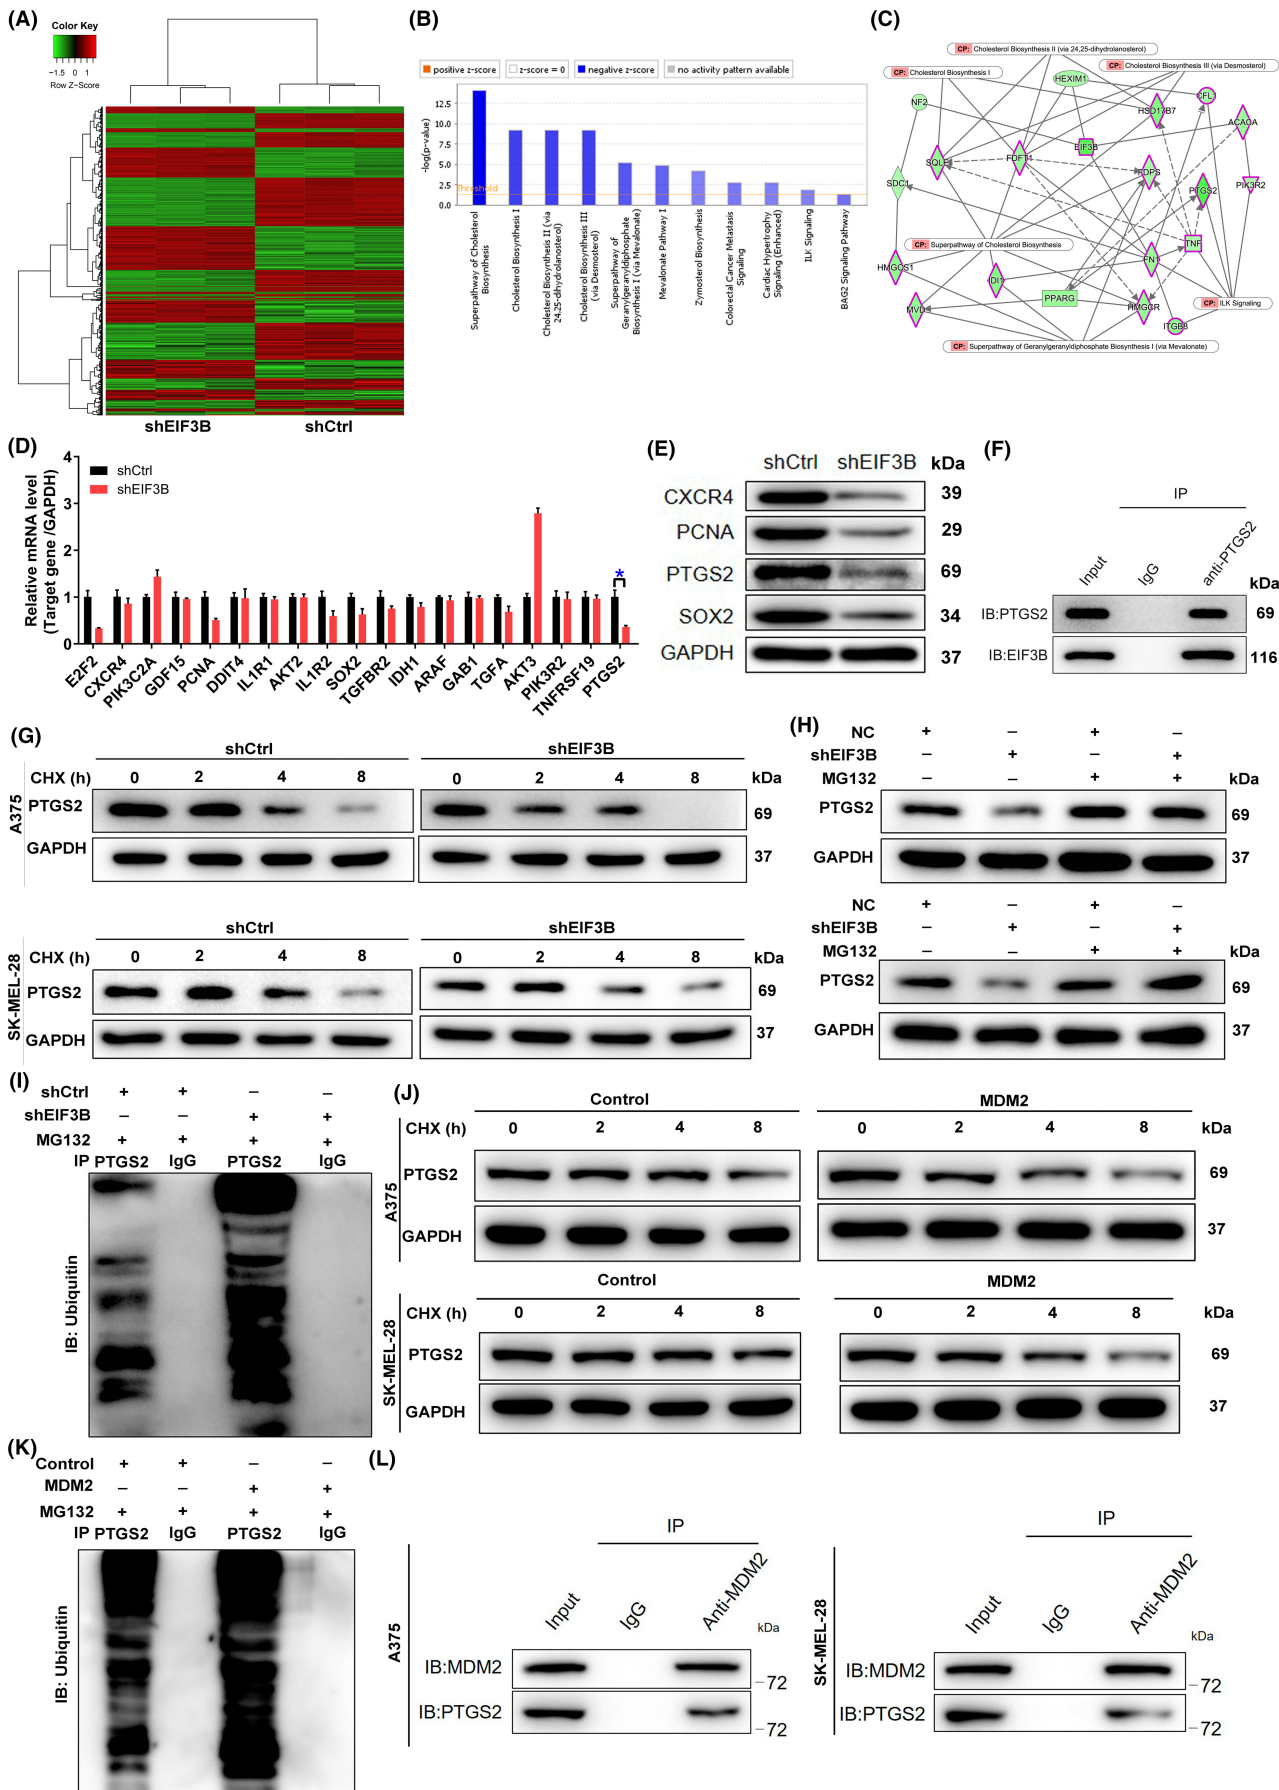 (A)
Color Key
−1.5 0 1
Row Z−Score
shEIF3B shCtrl
(B)
positive z-score z-score = 0 negative z-score no activity pattern available
-log(p-value)
12.5
10.0
7.5
5.0
2.5
0.0
Threshold
Superpathway of Cholesterol
Biosynthesis
Cholesterol Biosynthesis I
Cholesterol Biosynthesis II (via
24,25-dihydrolanosterol)
Cholesterol Biosynthesis III
(via Desmosterol)
Superpathway of
Geranylgeranyldiphosphate
Biosynthesis I (via Mevalonate)
Mevalonate Pathway I
Zymosterol Biosynthesis
Colorectal Cancer Metastasis
Signaling
Cardiac Hypertrophy
Signaling (Enhanced)
ILK Signaling
BAG2 Signaling Pathway
(C)
CP: Cholesterol Biosynthesis II (via 24,25-dihydrolanosterol)
CP: Cholesterol Biosynthesis III (via Desmosterol)
CP: Cholesterol Biosynthesis I
HEXIM1
NF2
HSD17B7
CFL1
ACACA
EIF3B
SQLE
FDFT1
FDPS
SDC1
PTGS2
PIK3R2
CP: Superpathway of Cholesterol Biosynthesis
TNF
HMGCS1
IDI1
FN1
PPARG
MVD
HMGCR
CP: ILK Signaling
ITGB8
CP: Superpathway of Geranylgeranyldiphosphate Biosynthesis I (via Mevalonate)
(D)
Relative mRNA level
(Target gene /GAPDH)
4
3
2
1
0
shCtrl
shEIF3B
*
E2F2
CXCR4
PIK3C2A
GDF15
PCNA
DDIT4
IL1R1
AKT2
IL1R2
SOX2
TGFBR2
IDH1
ARAF
GAB1
TGFA
AKT3
PIK3R2
TNFRSF19
PTGS2
(E)
shCtrl shEIF3B kDa
CXCR4 39
PCNA 29
PTGS2 69
SOX2 34
GAPDH 37
(F)
IP
Input IgG anti-PTGS2
kDa
IB:PTGS2 69
IB:EIF3B 116
(G)
shCtrl shEIF3B
A375
CHX (h) 0 2 4 8 0 2 4 8 kDa
PTGS2 69
GAPDH 37
shCtrl shEIF3B
SK-MEL-28
CHX (h) 0 2 4 8 0 2 4 8 kDa
PTGS2 69
GAPDH 37
(H)
NC + − + −
shEIF3B − + − +
MG132 − − + + kDa
PTGS2 69
GAPDH 37
NC + − + −
shEIF3B − + − +
MG132 − − + + kDa
PTGS2 69
GAPDH 37
(I)
shCtrl + + − −
shEIF3B − − + +
MG132 + + + +
IP PTGS2 IgG PTGS2 IgG
IB: Ubiquitin
(J)
Control MDM2
A375
CHX (h) 0 2 4 8 0 2 4 8 kDa
PTGS2 69
GAPDH 37
Control MDM2
SK-MEL-28
CHX (h) 0 2 4 8 0 2 4 8 kDa
PTGS2 69
GAPDH 37
(K)
Control + + − −
MDM2 − − + +
MG132 + + + +
IP PTGS2 IgG PTGS2 IgG
IB: Ubiquitin
(L)
A375
IP
Input IgG Anti-MDM2
kDa
IB:MDM2 −72
IB:PTGS2 −72
SK-MEL-28
IP
Input IgG Anti-MDM2
kDa
IB:MDM2 −72
IB:PTGS2 −72